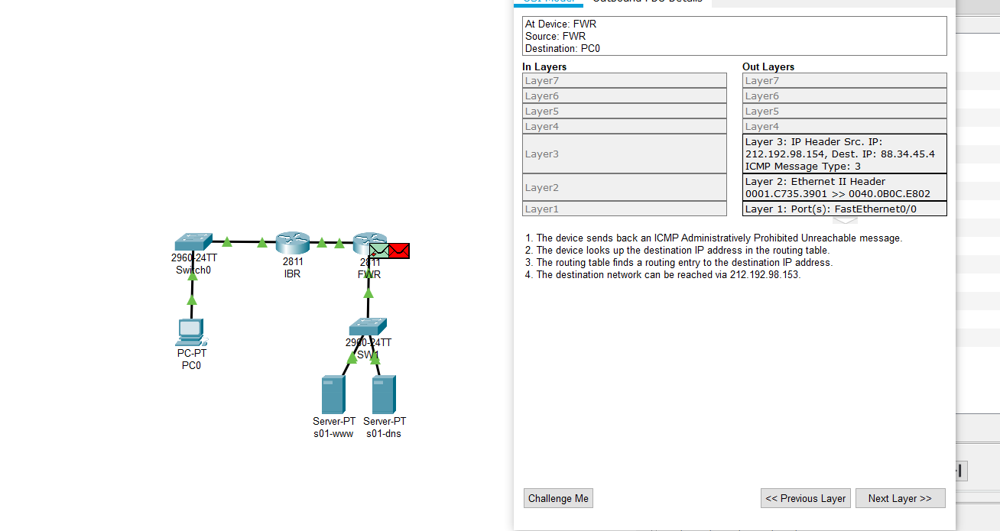 OSI Model Outbound PDU Details
At Device: FWR
Source: FWR
Destination: PC0
In Layers
Out Layers
Layer7
Layer7
Layer6
Layer6
Layer5
Layer5
Layer4
Layer4
Layer3
Layer 3: IP Header Src. IP:
212.192.98.154, Dest. IP: 88.34.45.4
ICMP Message Type: 3
Layer2
Layer 2: Ethernet II Header
0001.C735.3901 >> 0040.0B0C.E802
Layer1
Layer 1: Port(s): FastEthernet0/0
1. The device sends back an ICMP Administratively Prohibited Unreachable message.
2. The device looks up the destination IP address in the routing table.
3. The routing table finds a routing entry to the destination IP address.
4. The destination network can be reached via 212.192.98.153.
Challenge Me
<< Previous Layer
Next Layer >>
2960-24TT
Switch0
2811
IBR
2811
FWR
PC-PT
PC0
2960-24TT
SW1
Server-PT
s01-www
Server-PT
s01-dns